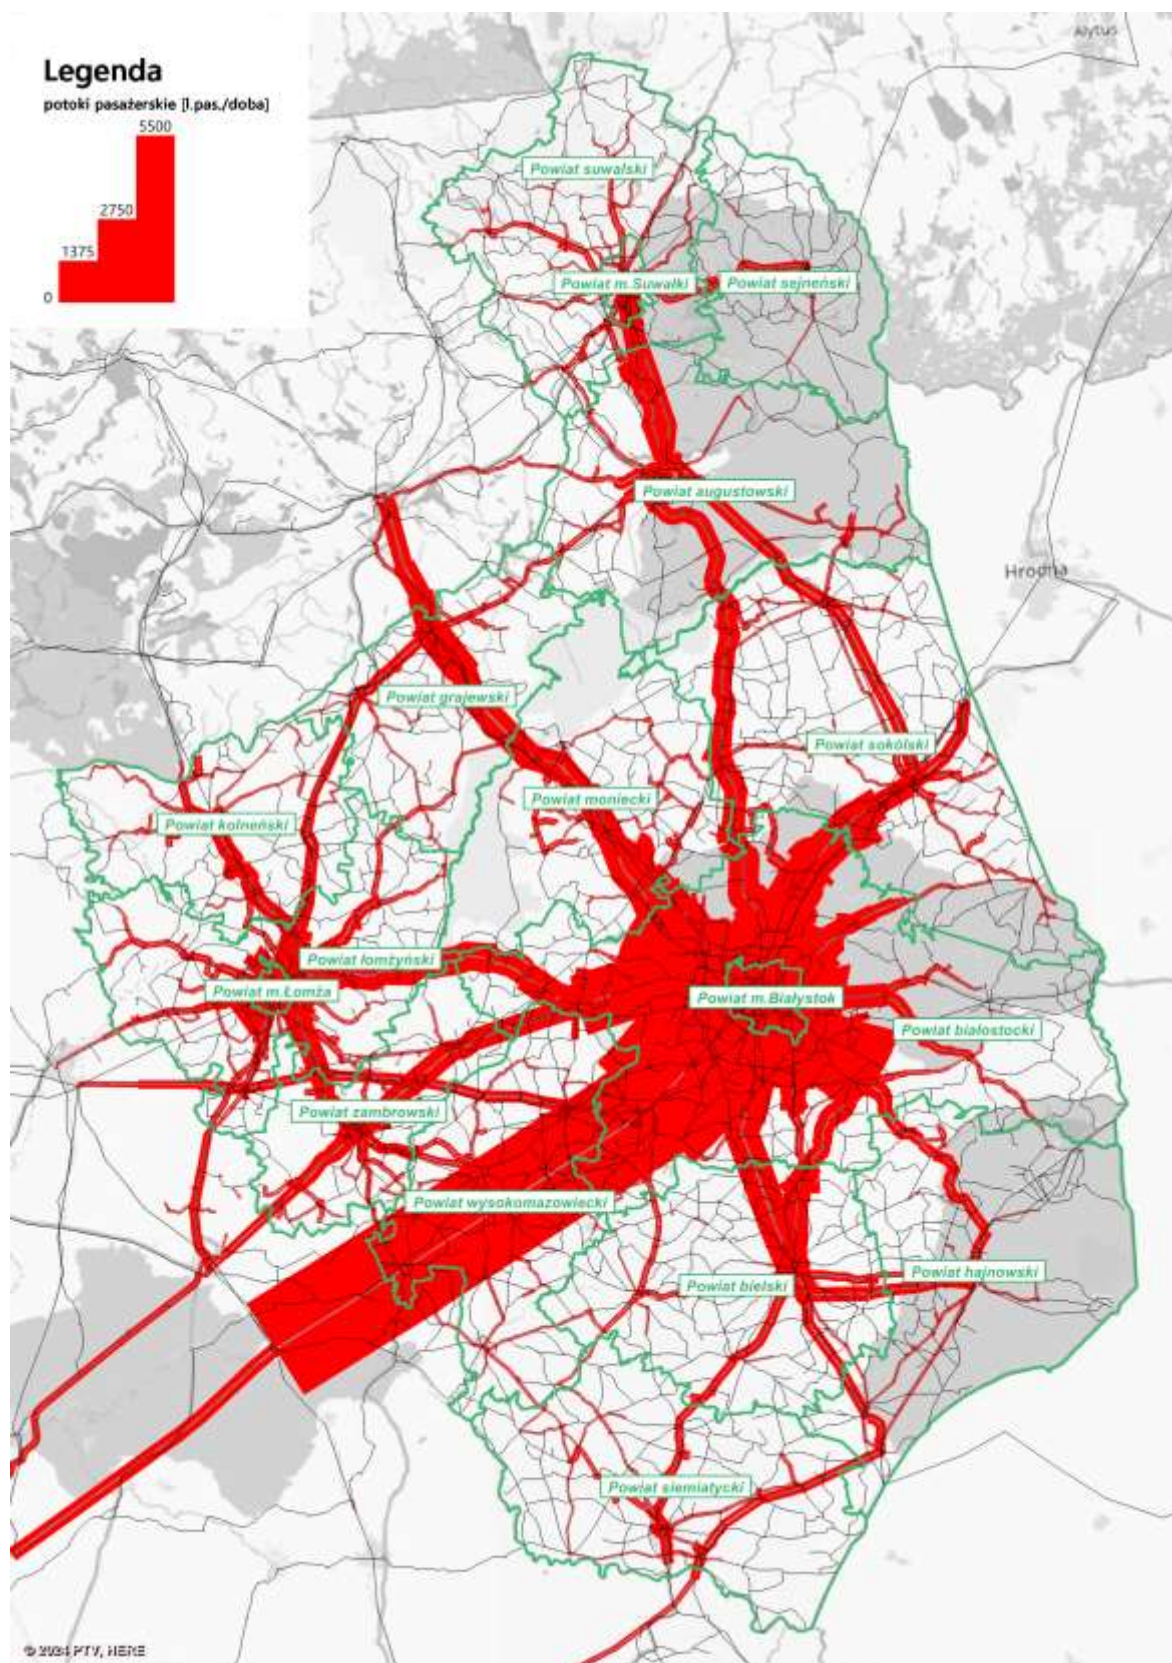 Alytus
Legenda
potoki pasażerskie [l.pas./doba]
5500
2750
1375
0
Powiat suwalski
Powiat m.Suwałki
Powiat sejneński
Powiat augustowski
Hrodna
Powiat grajewski
Powiat sokólski
Powiat moniecki
Powiat kolneński
Powiat łomżyński
Powiat m.Łomża
Powiat m.Białystok
Powiat białostocki
Powiat zambrowski
Powiat wysokomazowiecki
Powiat hajnowski
Powiat bielski
Powiat siemiatycki
© 2024 PTV, HERE